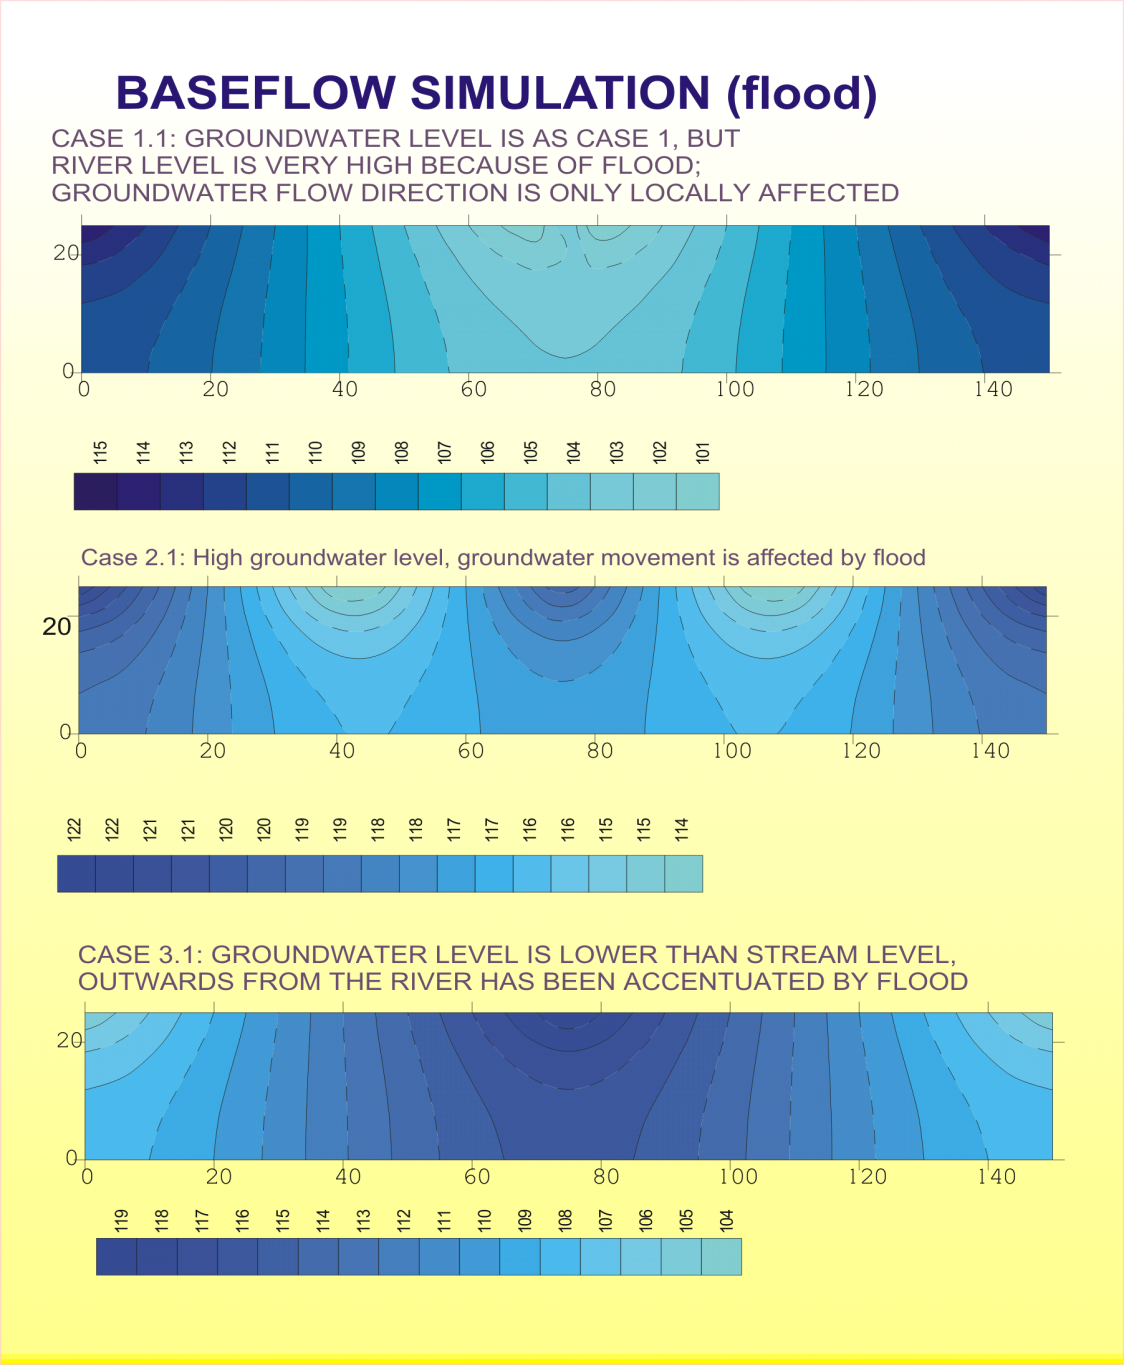 BASEFLOW SIMULATION (flood)
CASE 1.1: GROUNDWATER LEVEL IS AS CASE 1, BUT
RIVER LEVEL IS VERY HIGH BECAUSE OF FLOOD;
GROUNDWATER FLOW DIRECTION IS ONLY LOCALLY AFFECTED
20
0
0 20 40 60 80 100 120 140
115 114 113 112 111 110 109 108 107 106 105 104 103 102 101
Case 2.1: High groundwater level, groundwater movement is affected by flood
20
0
0 20 40 60 80 100 120 140
122 122 121 121 120 120 119 119 118 118 117 117 116 116 115 115 114
CASE 3.1: GROUNDWATER LEVEL IS LOWER THAN STREAM LEVEL,
OUTWARDS FROM THE RIVER HAS BEEN ACCENTUATED BY FLOOD
20
0
0 20 40 60 80 100 120 140
119 118 117 116 115 114 113 112 111 110 109 108 107 106 105 104